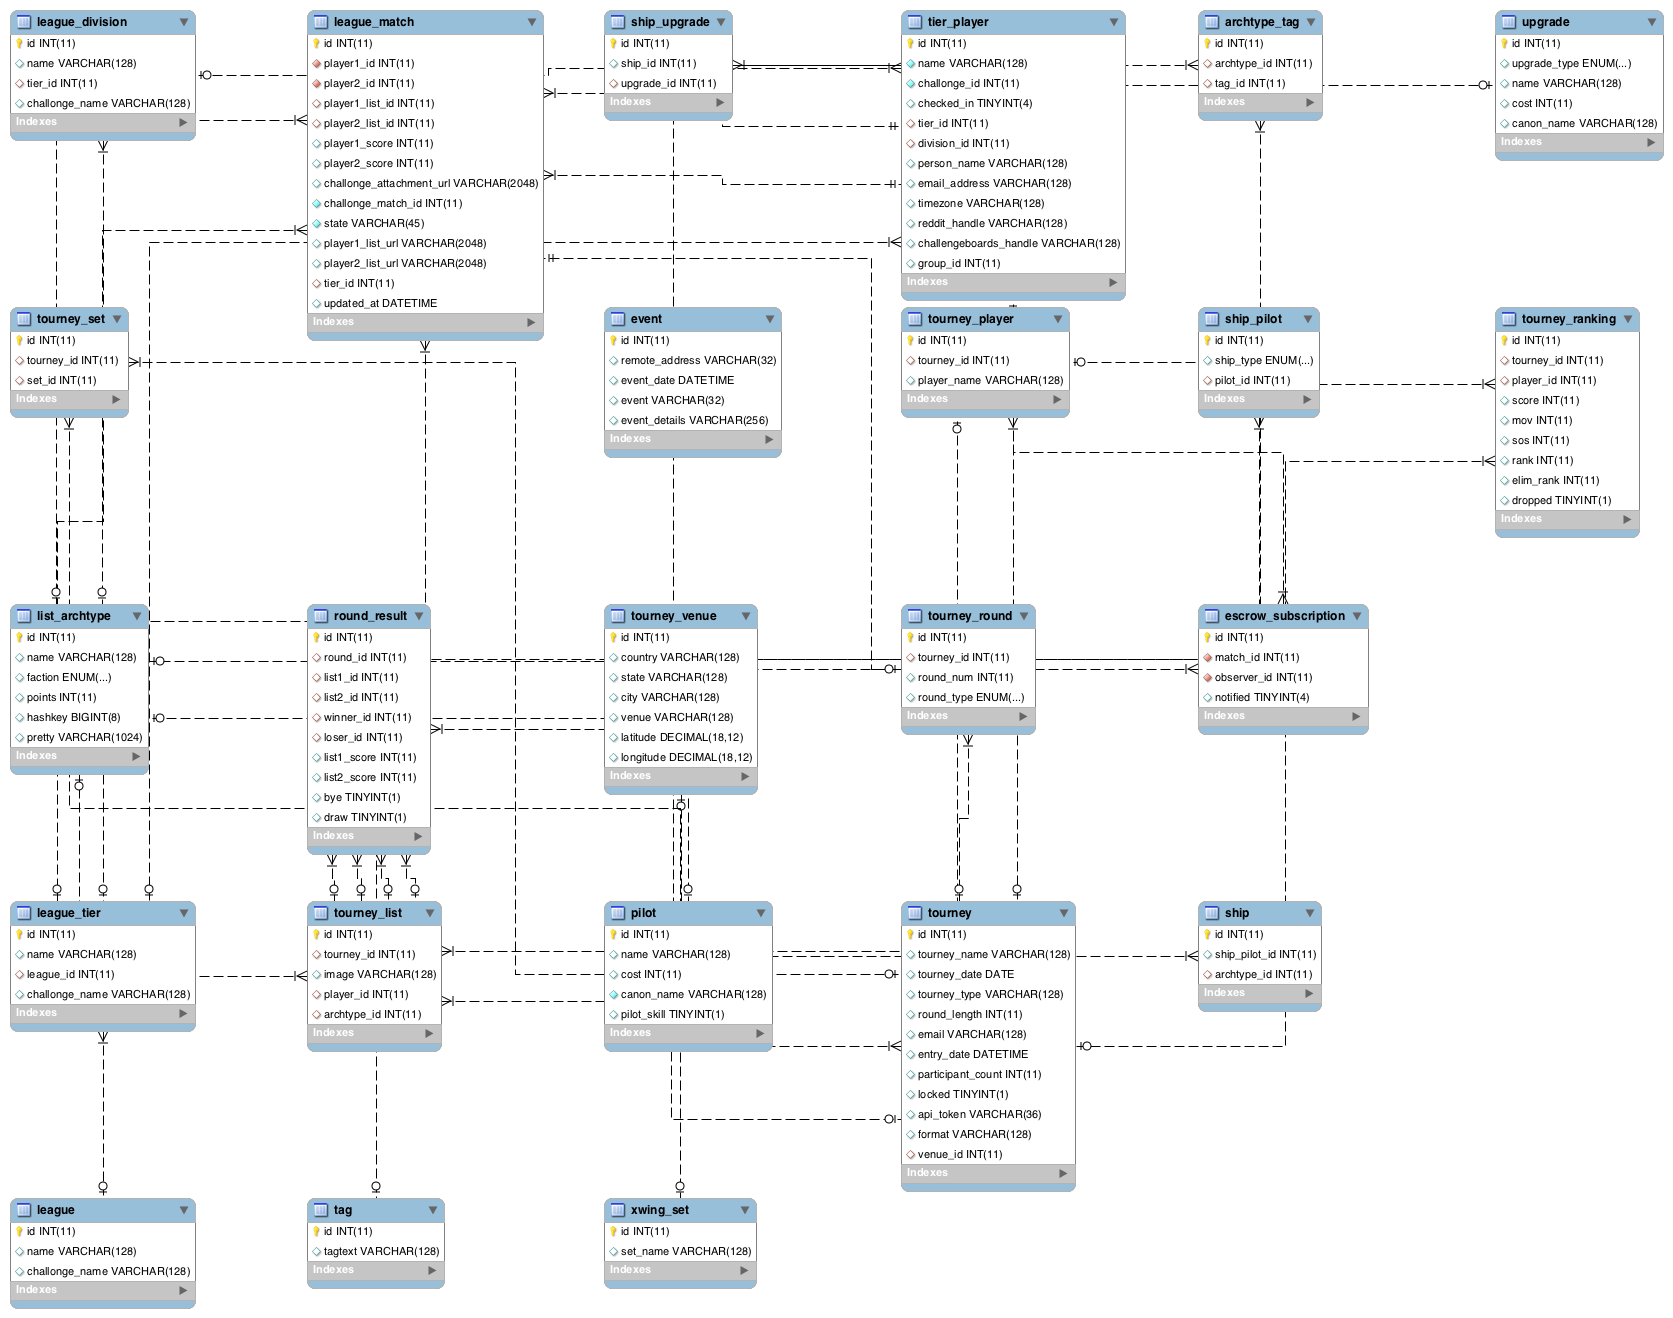 league_division
id INT(11)
name VARCHAR(128)
tier_id INT(11)
challonge_name VARCHAR(128)
Indexes
league_match
id INT(11)
player1_id INT(11)
player2_id INT(11)
player1_list_id INT(11)
player2_list_id INT(11)
player1_score INT(11)
player2_score INT(11)
challonge_attachment_url VARCHAR(2048)
challonge_match_id INT(11)
state VARCHAR(45)
player1_list_url VARCHAR(2048)
player2_list_url VARCHAR(2048)
tier_id INT(11)
updated_at DATETIME
Indexes
ship_upgrade
id INT(11)
ship_id INT(11)
upgrade_id INT(11)
Indexes
tier_player
id INT(11)
name VARCHAR(128)
challonge_id INT(11)
checked_in TINYINT(4)
tier_id INT(11)
division_id INT(11)
person_name VARCHAR(128)
email_address VARCHAR(128)
timezone VARCHAR(128)
reddit_handle VARCHAR(128)
challengeboards_handle VARCHAR(128)
group_id INT(11)
Indexes
archtype_tag
id INT(11)
archtype_id INT(11)
tag_id INT(11)
Indexes
upgrade
id INT(11)
upgrade_type ENUM(...)
name VARCHAR(128)
cost INT(11)
canon_name VARCHAR(128)
Indexes
tourney_set
id INT(11)
tourney_id INT(11)
set_id INT(11)
Indexes
event
id INT(11)
remote_address VARCHAR(32)
event_date DATETIME
event VARCHAR(32)
event_details VARCHAR(256)
Indexes
tourney_player
id INT(11)
tourney_id INT(11)
player_name VARCHAR(128)
Indexes
ship_pilot
id INT(11)
ship_type ENUM(...)
pilot_id INT(11)
Indexes
tourney_ranking
id INT(11)
tourney_id INT(11)
player_id INT(11)
score INT(11)
mov INT(11)
sos INT(11)
rank INT(11)
elim_rank INT(11)
dropped TINYINT(1)
Indexes
list_archtype
id INT(11)
name VARCHAR(128)
faction ENUM(...)
points INT(11)
hashkey BIGINT(8)
pretty VARCHAR(1024)
Indexes
round_result
id INT(11)
round_id INT(11)
list1_id INT(11)
list2_id INT(11)
winner_id INT(11)
loser_id INT(11)
list1_score INT(11)
list2_score INT(11)
bye TINYINT(1)
draw TINYINT(1)
Indexes
tourney_venue
id INT(11)
country VARCHAR(128)
state VARCHAR(128)
city VARCHAR(128)
venue VARCHAR(128)
latitude DECIMAL(18,12)
longitude DECIMAL(18,12)
Indexes
tourney_round
id INT(11)
tourney_id INT(11)
round_num INT(11)
round_type ENUM(...)
Indexes
escrow_subscription
id INT(11)
match_id INT(11)
observer_id INT(11)
notified TINYINT(4)
Indexes
league_tier
id INT(11)
name VARCHAR(128)
league_id INT(11)
challonge_name VARCHAR(128)
Indexes
tourney_list
id INT(11)
tourney_id INT(11)
image VARCHAR(128)
player_id INT(11)
archtype_id INT(11)
Indexes
pilot
id INT(11)
name VARCHAR(128)
cost INT(11)
canon_name VARCHAR(128)
pilot_skill TINYINT(1)
Indexes
tourney
id INT(11)
tourney_name VARCHAR(128)
tourney_date DATE
tourney_type VARCHAR(128)
round_length INT(11)
email VARCHAR(128)
entry_date DATETIME
participant_count INT(11)
locked TINYINT(1)
api_token VARCHAR(36)
format VARCHAR(128)
venue_id INT(11)
Indexes
ship
id INT(11)
ship_pilot_id INT(11)
archtype_id INT(11)
Indexes
league
id INT(11)
name VARCHAR(128)
challonge_name VARCHAR(128)
Indexes
tag
id INT(11)
tagtext VARCHAR(128)
Indexes
xwing_set
id INT(11)
set_name VARCHAR(128)
Indexes